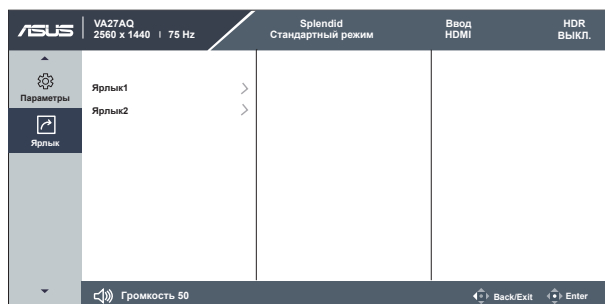 ASUS
VA27AQ
2560 x 1440 | 75 Hz
Splendid
Стандартный режим
Ввод
HDMI
HDR
ВЫКЛ.
Параметры
Ярлык
Ярлык1
Ярлык2
Громкость 50
Back/Exit
Enter